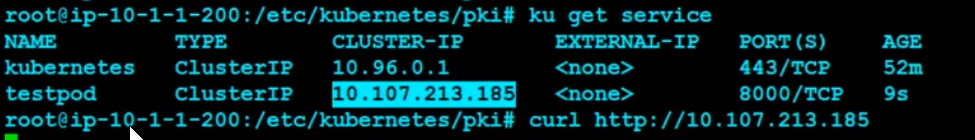 root@ip-10-1-1-200:/etc/kubernetes/pki# ku get service
NAME TYPE CLUSTER-IP EXTERNAL-IP PORT(S) AGE
kubernetes ClusterIP 10.96.0.1 <none> 443/TCP 52m
testpod ClusterIP 10.107.213.185 <none> 8000/TCP 9s
root@ip-10-1-1-200:/etc/kubernetes/pki# curl http://10.107.213.185